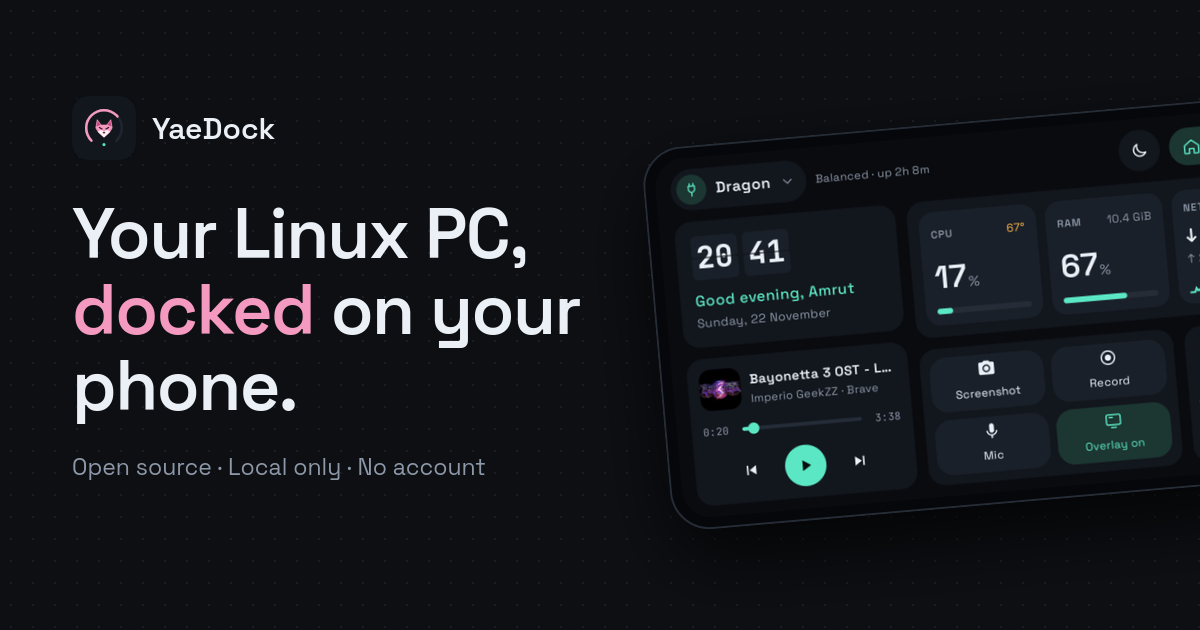 YaeDock
Your Linux PC,
docked on your
phone.
Open source · Local only · No account
Dragon
Balanced · up 2h 8m
20 41
Good evening, Amrut
Sunday, 22 November
CPU 67°
17%
RAM 10.4 GiB
67%
Bayonetta 3 OST - L...
Imperio GeekZZ · Brave
0:20 3:38
Screenshot
Record
Mic
Overlay on